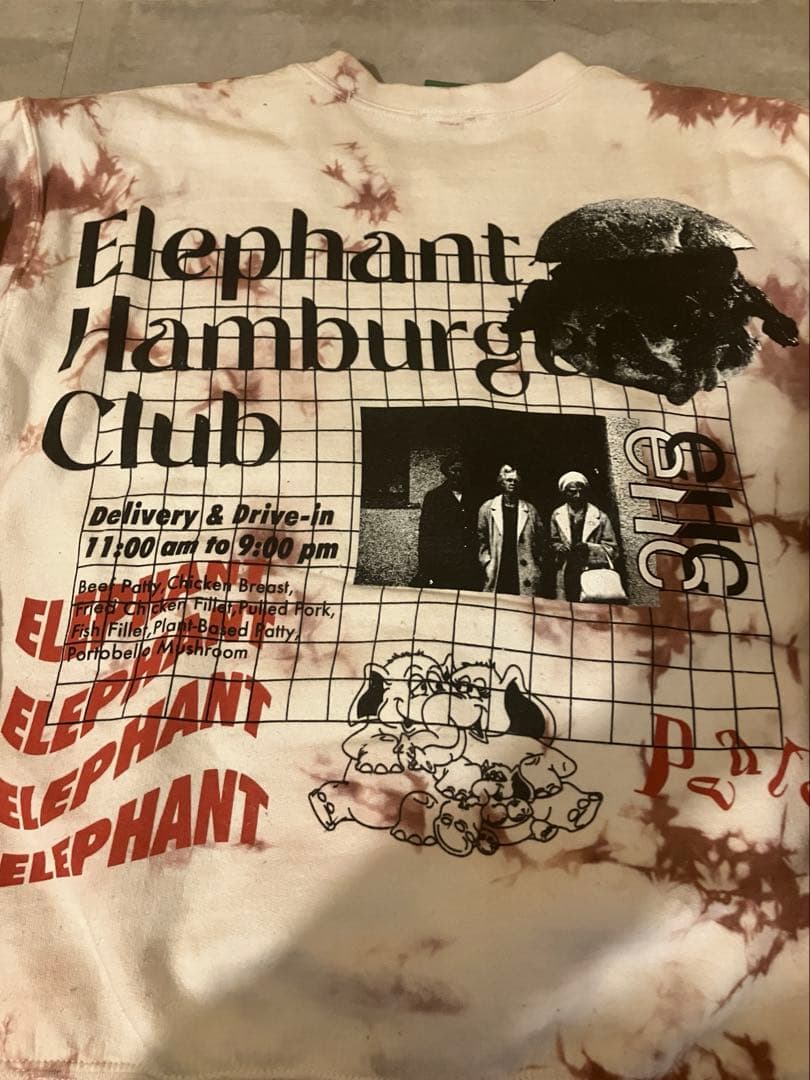 Elephant
Hamburger
Club
eHc
eHc
Delivery & Drive-in
11:00 am to 9:00 pm
Beef Patty, Chicken Breast,
Fried Chicken Fillet, Pulled Pork,
Fish Fillet, Plant-Based Patty,
Portobello Mushroom
ELEPHANT
ELEPHANT
ELEPHANT
ELEPHANT